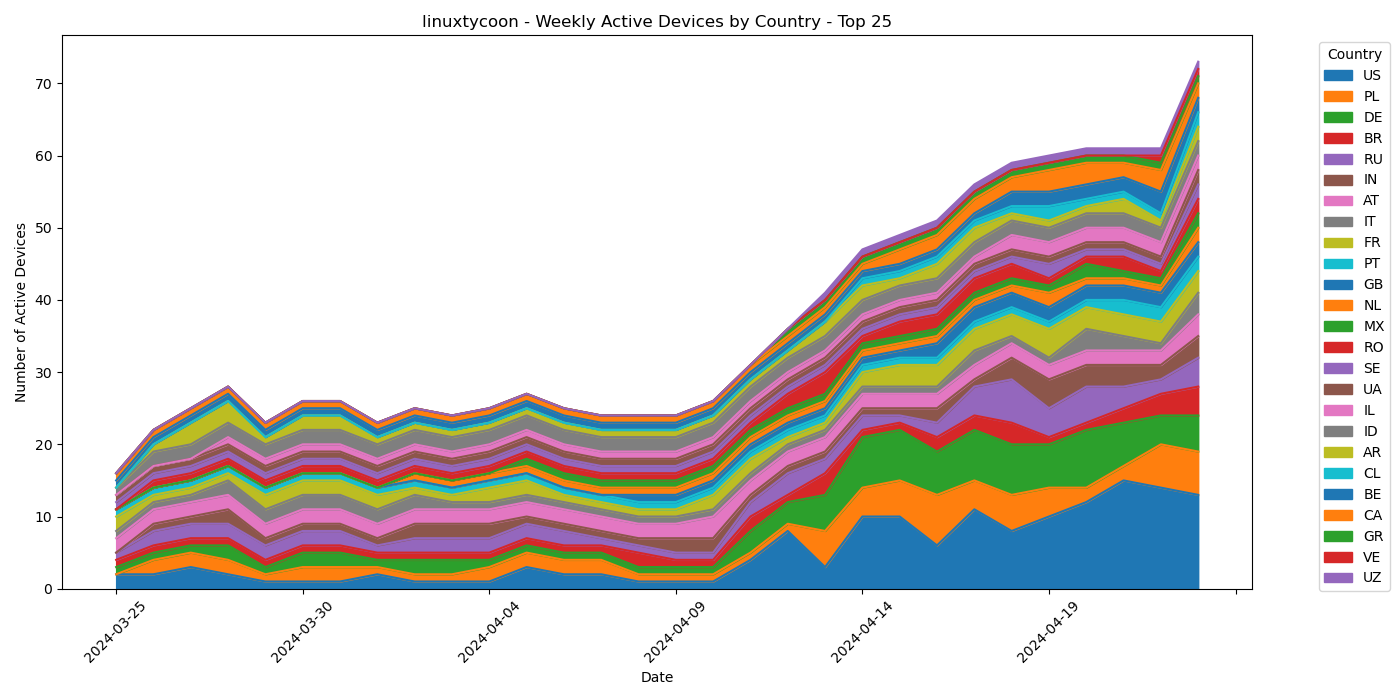 linuxtycoon - Weekly Active Devices by Country - Top 25
Number of Active Devices
70
60
50
40
30
20
10
0
2024-03-25
2024-03-30
2024-04-04
2024-04-09
2024-04-14
2024-04-19
Date
Country
US
PL
DE
BR
RU
IN
AT
IT
FR
PT
GB
NL
MX
RO
SE
UA
IL
ID
AR
CL
BE
CA
GR
VE
UZ